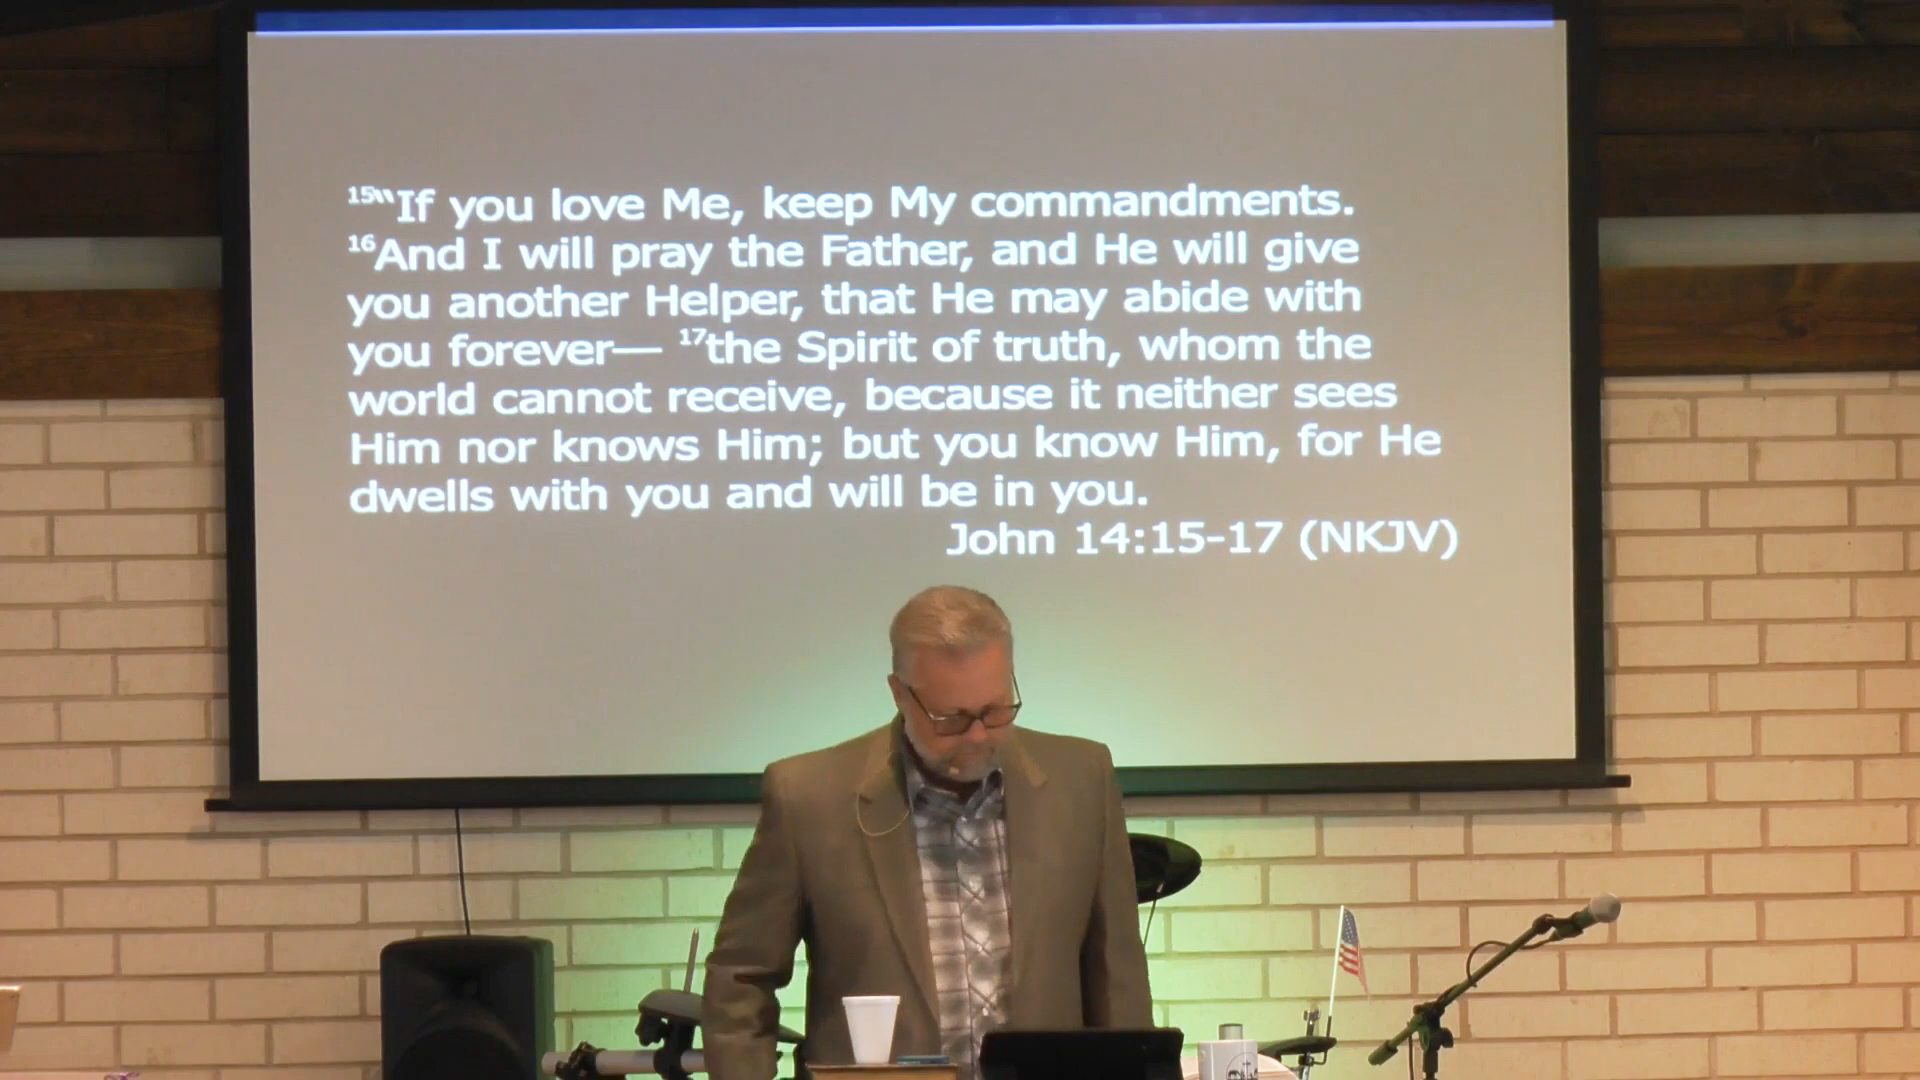 15“If you love Me, keep My commandments.
16And I will pray the Father, and He will give
you another Helper, that He may abide with
you forever— 17the Spirit of truth, whom the
world cannot receive, because it neither sees
Him nor knows Him; but you know Him, for He
dwells with you and will be in you.
John 14:15-17 (NKJV)